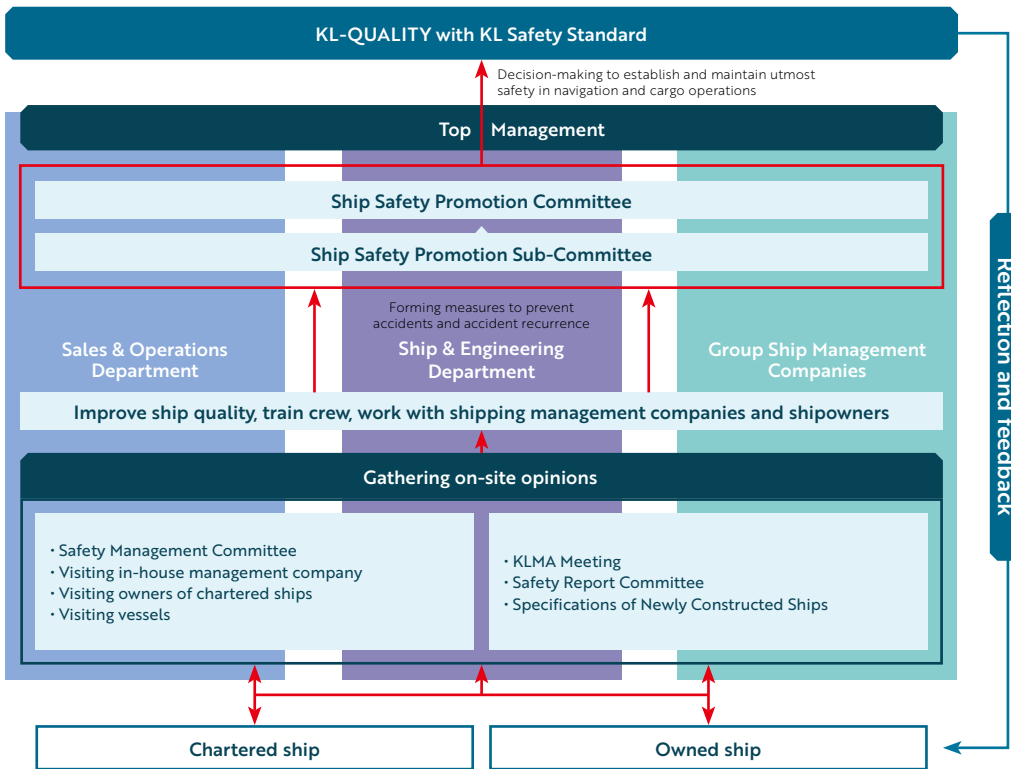 KL-QUALITY with KL Safety Standard
Decision-making to establish and maintain utmost
safety in navigation and cargo operations
Top Management
Ship Safety Promotion Committee
Ship Safety Promotion Sub-Committee
Forming measures to prevent
accidents and accident recurrence
Sales & Operations
Department
Ship & Engineering
Department
Group Ship Management
Companies
Improve ship quality, train crew, work with shipping management companies and shipowners
Gathering on-site opinions
・Safety Management Committee
・Visiting in-house management company
・Visiting owners of chartered ships
・Visiting vessels
・KLMA Meeting
・Safety Report Committee
・Specifications of Newly Constructed Ships
Chartered ship
Owned ship
Reflection and feedback